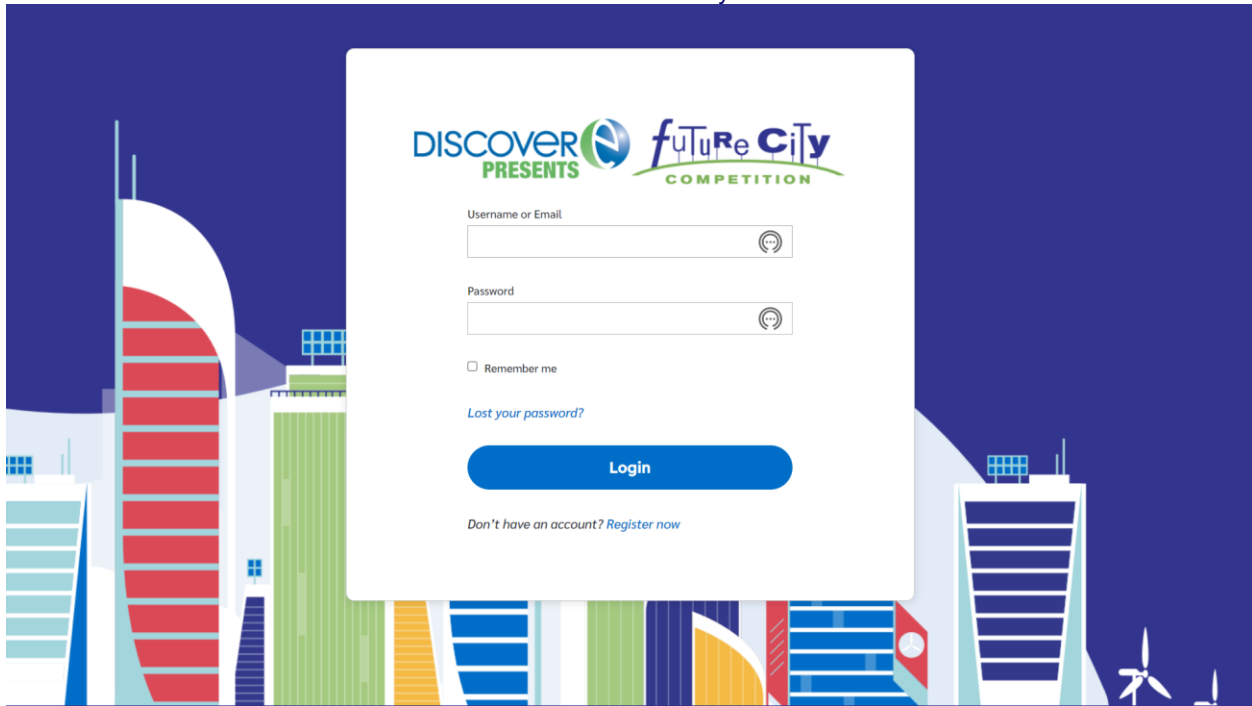 DISCOVER
PRESENTS
FuTuRe CiTy
COMPETITION
Username or Email
Password
Remember me
Lost your password?
Login
Don't have an account? Register now